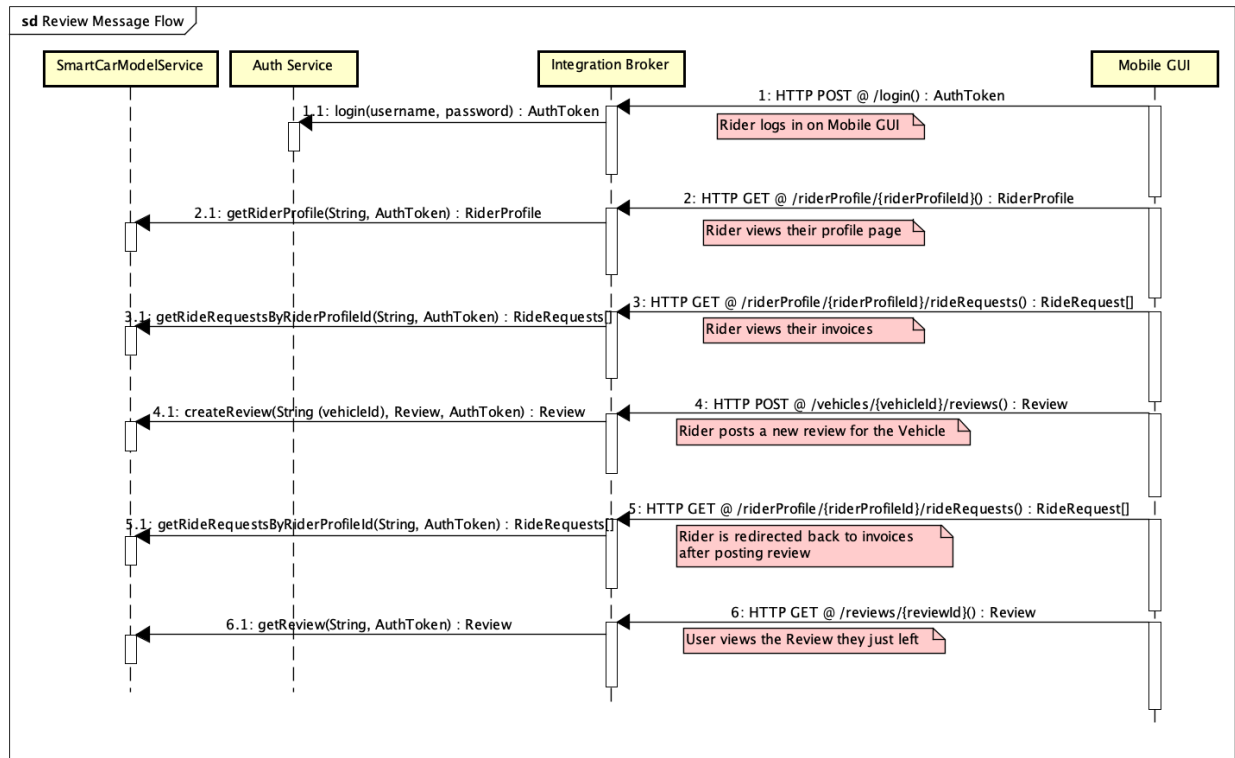 sd Review Message Flow
SmartCarModelService
Auth Service
Integration Broker
Mobile GUI
1: HTTP POST @ /login() : AuthToken
1.1: login(username, password) : AuthToken
Rider logs in on Mobile GUI
2: HTTP GET @ /riderProfile/{riderProfileId}() : RiderProfile
2.1: getRiderProfile(String, AuthToken) : RiderProfile
Rider views their profile page
3: HTTP GET @ /riderProfile/{riderProfileId}/rideRequests() : RideRequest[]
3.1: getRideRequestsByRiderProfileId(String, AuthToken) : RideRequests[]
Rider views their invoices
4: HTTP POST @ /vehicles/{vehicleId}/reviews() : Review
4.1: createReview(String (vehicleId), Review, AuthToken) : Review
Rider posts a new review for the Vehicle
5: HTTP GET @ /riderProfile/{riderProfileId}/rideRequests() : RideRequest[]
5.1: getRideRequestsByRiderProfileId(String, AuthToken) : RideRequests[]
Rider is redirected back to invoices
after posting review
6: HTTP GET @ /reviews/{reviewId}() : Review
6.1: getReview(String, AuthToken) : Review
User views the Review they just left